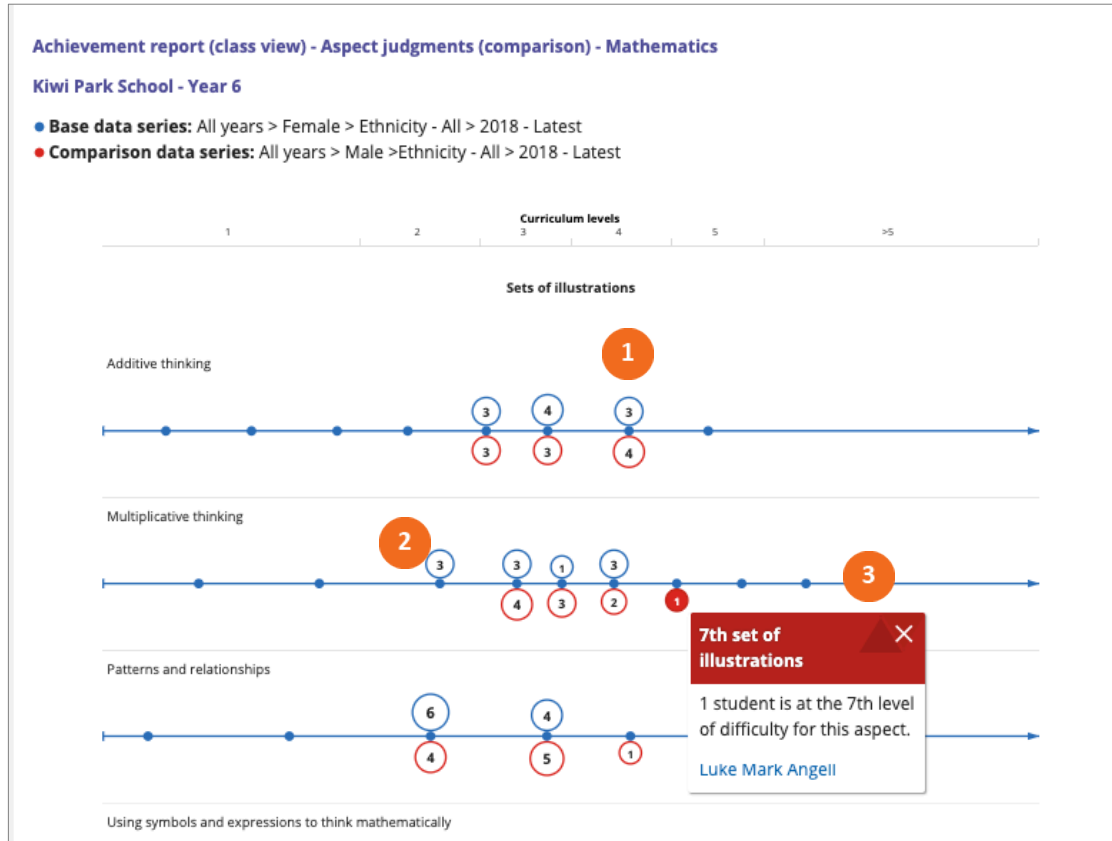 Achievement report (class view) - Aspect judgments (comparison) - Mathematics
Kiwi Park School - Year 6
Base data series: All years > Female > Ethnicity - All > 2018 - Latest
Comparison data series: All years > Male >Ethnicity - All > 2018 - Latest
Curriculum levels
1 2 3 4 5 >5
Sets of illustrations
1
Additive thinking
3 4 3
3 3 4
Multiplicative thinking
2
3 3 1 3
3
4 3 2 1
7th set of
illustrations
1 student is at the 7th level
of difficulty for this aspect.
Luke Mark Angell
Patterns and relationships
6 4
4 5 1
Using symbols and expressions to think mathematically